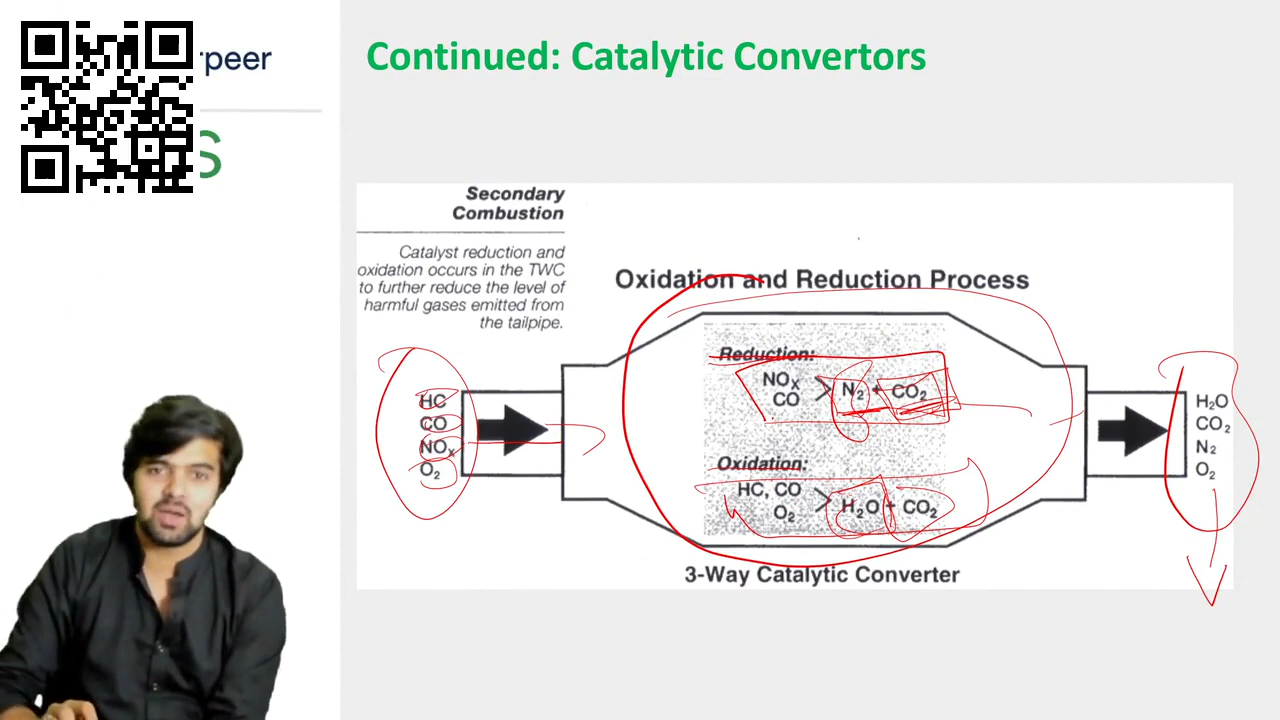 rpeer
s
Continued: Catalytic Convertors
Secondary
Combustion
Catalyst reduction and
oxidation occurs in the TWC
to further reduce the level of
harmful gases emitted from
the tailpipe.
Oxidation and Reduction Process
Reduction:
NOx
CO > N2 + CO2
Oxidation:
HC, CO
O2 > H2O + CO2
HC
CO
NOx
O2
H2O
CO2
N2
O2
3-Way Catalytic Converter